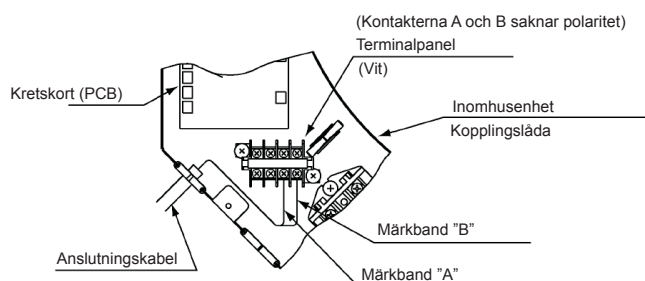 (Kontakterna A och B saknar polaritet)
Terminalpanel
(Vit)
Kretskort (PCB)
Inomhusenhet
Kopplingslåda
Märkband ”B”
Anslutningskabel
Märkband ”A”